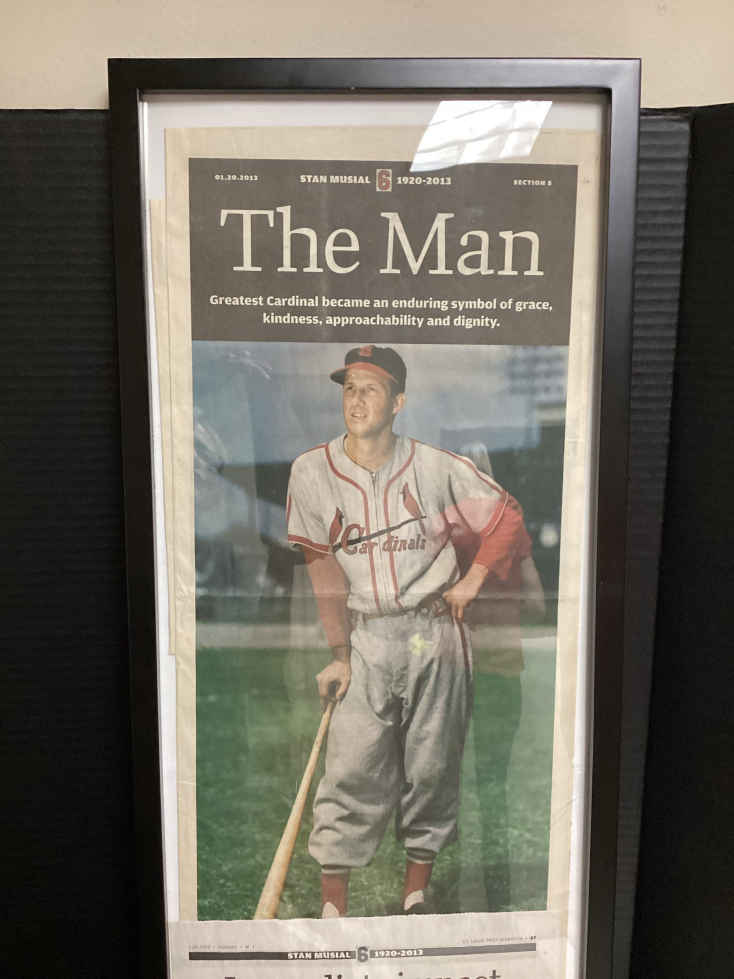 01.20.2013 STAN MUSIAL 6 1920-2013 SECTION S
The Man
Greatest Cardinal became an enduring symbol of grace,
kindness, approachability and dignity.
Cardinals
STAN MUSIAL 6 1920-2013
impact